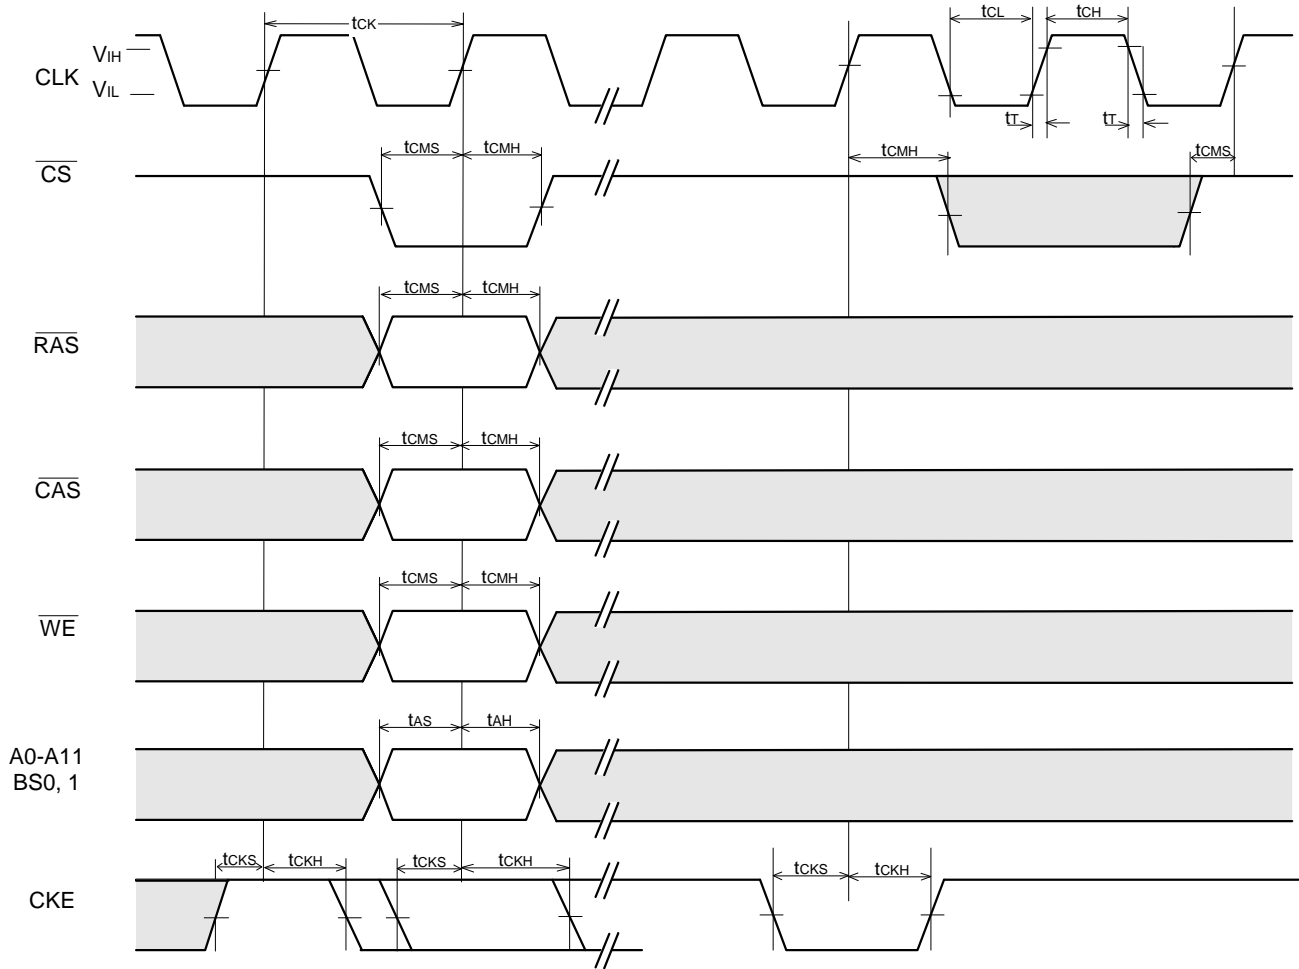 tCK
tCL
tCH
VIH
CLK
VIL
tT
tT
tCMS
tCMH
tCMH
tCMS
CS
tCMS
tCMH
RAS
tCMS
tCMH
CAS
tCMS
tCMH
WE
tAS
tAH
A0-A11
BS0, 1
tCKS
tCKH
tCKS
tCKH
tCKS
tCKH
CKE